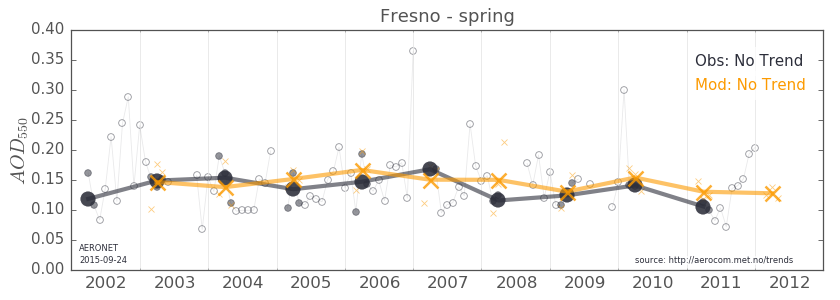 Fresno - spring
0.40
0.35
0.30
0.25
0.20
0.15
0.10
0.05
0.00
AOD550
Obs: No Trend
Mod: No Trend
AERONET
2015-09-24
source: http://aerocom.met.no/trends
2002 2003 2004 2005 2006 2007 2008 2009 2010 2011 2012